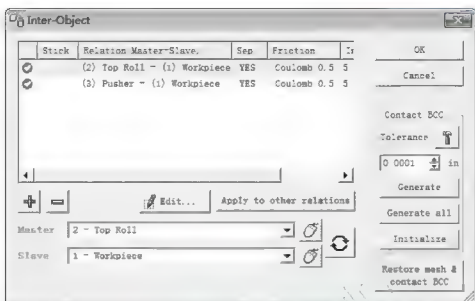 Inter-Object
Stick Relation Master-Slave. Sep Friction
(2) Top Roll - (1) Workpiece YES Coulomb 0.5 5
(3) Pusher - (1) Workpiece YES Coulomb 0.5 5
Edit...
Apply to other relations
Master 2 - Top Roll
Slave 1 - Workpiece
OK
Cancel
Contact BCC
Tolerance
0 0001 in
Generate
Generate all
Initialize
Restore mesh &
contact BCC